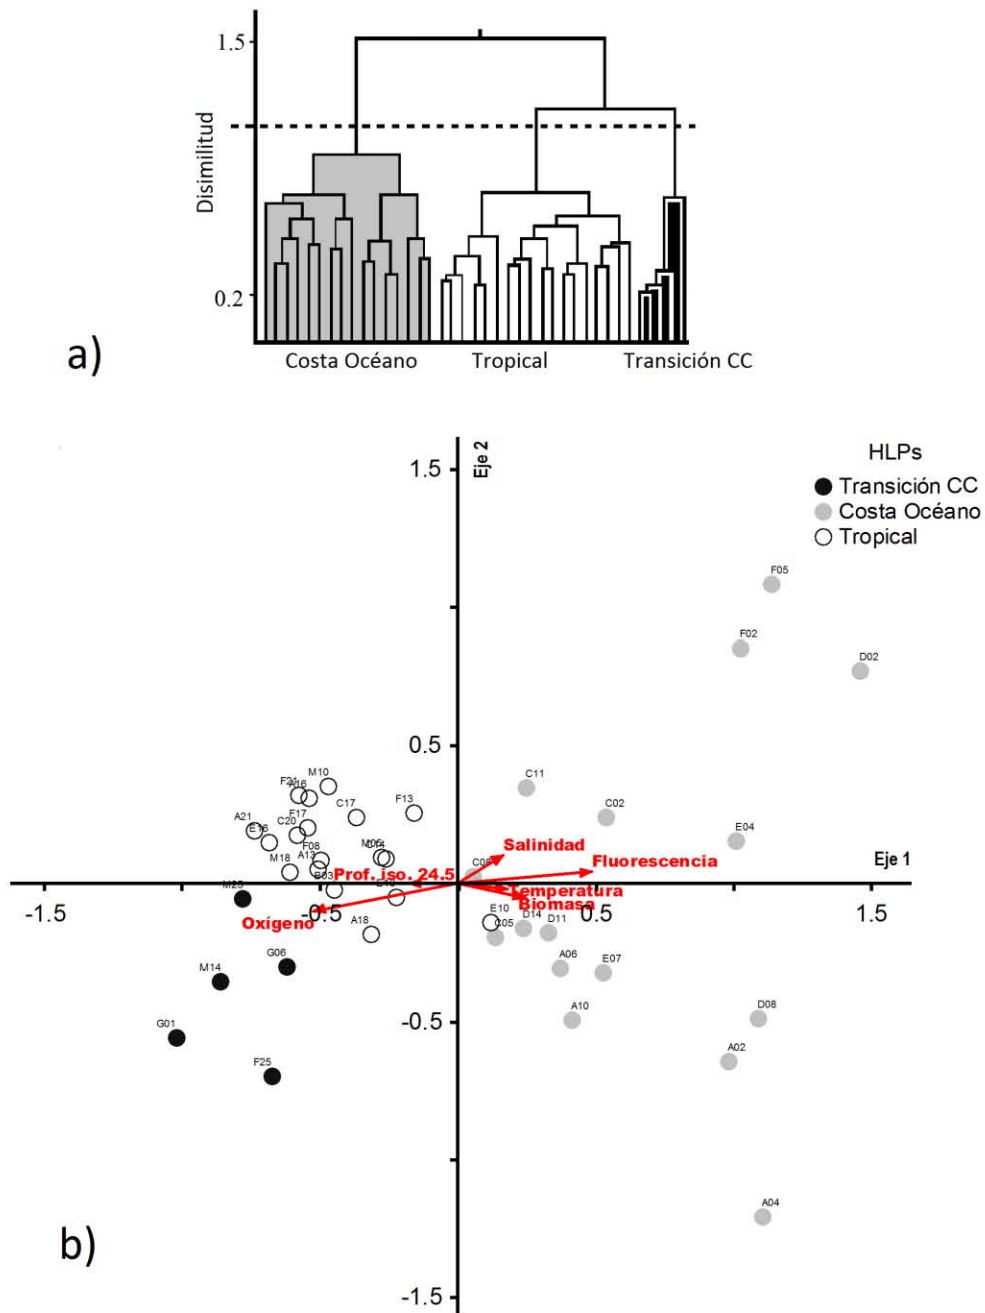 1.5
Disimilitud
0.2
a)
Costa Océano
Tropical
Transición CC
Eje 2
1.5
HLPs
Transición CC
Costa Océano
Tropical
F05
F02
D02
0.5
M10
F21
A16
C11
C17
F13
C02
A21
F17
C20
E16
E04
F08
M05
C14
Salinidad
A13
M18
Eje 1
Fluorescencia
C08
B03
Prof. iso. 24.5
M23
Temperatura
-1.5
-0.5
0.5
1.5
Biomasa
Oxígeno
E10
A18
C05
D14
D11
G06
A06
E07
M14
A10
D08
-0.5
G01
A02
F25
A04
b)
-1.5